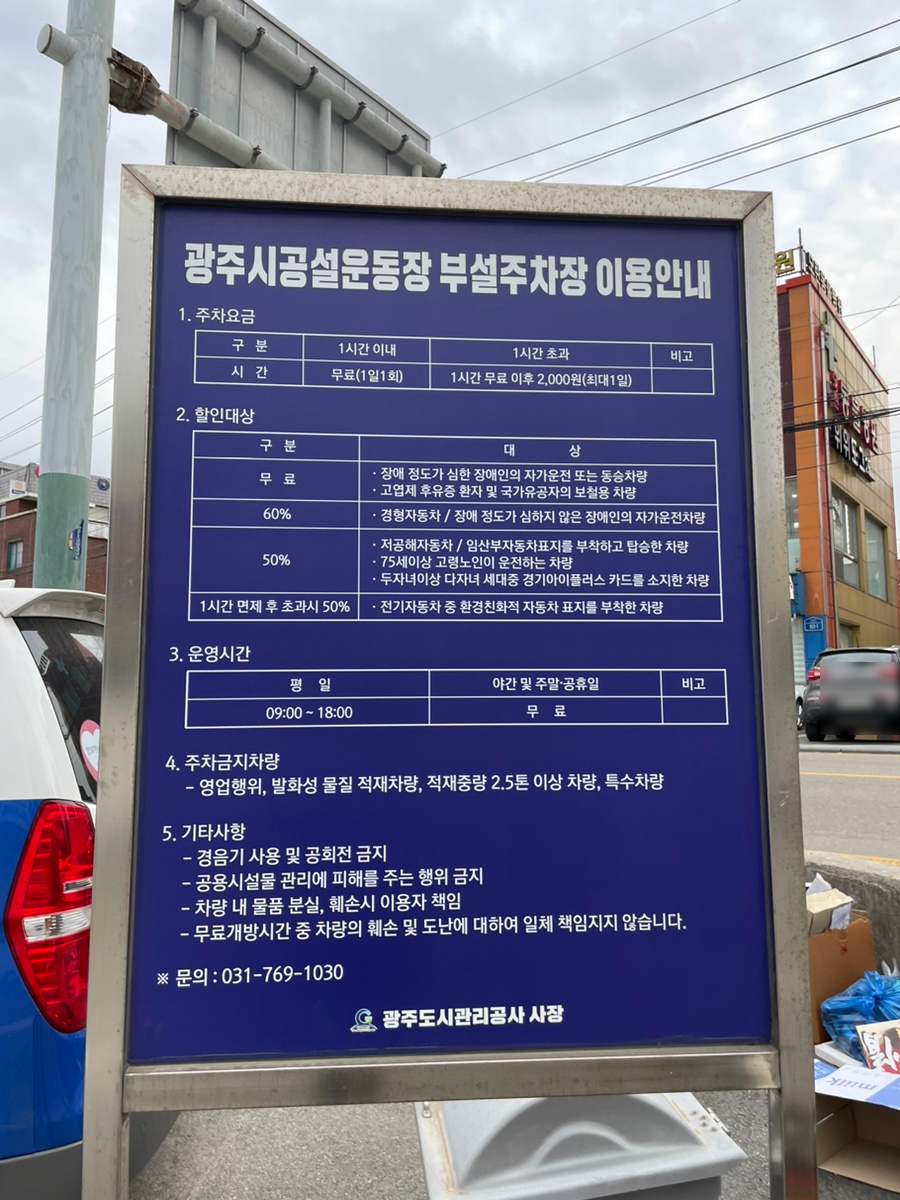 광주시공설운동장 부설주차장 이용안내
1. 주차요금
구 분 1시간 이내 1시간 초과 비고
시 간 무료(1일1회) 1시간 무료 이후 2,000원(최대1일)
2. 할인대상
구 분 대 상
무 료 · 장애 정도가 심한 장애인의 자가운전 또는 동승차량
· 고엽제 후유증 환자 및 국가유공자의 보철용 차량
60% · 경형자동차 / 장애 정도가 심하지 않은 장애인의 자가운전차량
50% · 저공해자동차 / 임산부자동차표지를 부착하고 탑승한 차량
· 75세이상 고령노인이 운전하는 차량
· 두자녀이상 다자녀 세대중 경기아이플러스 카드를 소지한 차량
1시간 면제 후 초과시 50% · 전기자동차 중 환경친화적 자동차 표지를 부착한 차량
3. 운영시간
평 일 야간 및 주말·공휴일 비고
09:00 ~ 18:00 무 료
4. 주차금지차량
- 영업행위, 발화성 물질 적재차량, 적재중량 2.5톤 이상 차량, 특수차량
5. 기타사항
- 경음기 사용 및 공회전 금지
- 공용시설물 관리에 피해를 주는 행위 금지
- 차량 내 물품 분실, 훼손시 이용자 책임
- 무료개방시간 중 차량의 훼손 및 도난에 대하여 일체 책임지지 않습니다.
※ 문의 : 031-769-1030
광주도시관리공사 사장
원
milk